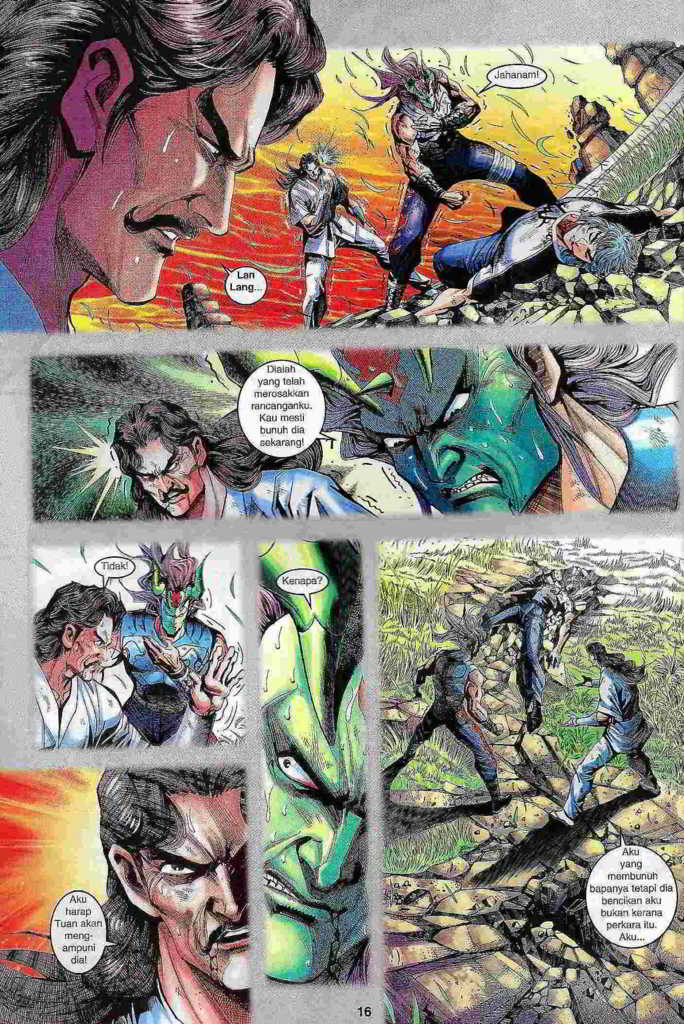 Jahanam!
Lan
Lang...
Dialah
yang telah
merosakkan
rancanganku.
Kau mesti
bunuh dia
sekarang!
Tidak!
Kenapa?
Aku
harap
Tuan akan
meng-
ampuni
dia!
Aku
yang
membunuh
bapanya tetapi dia
bencikan aku
bukan kerana
perkara itu.
Aku...
16